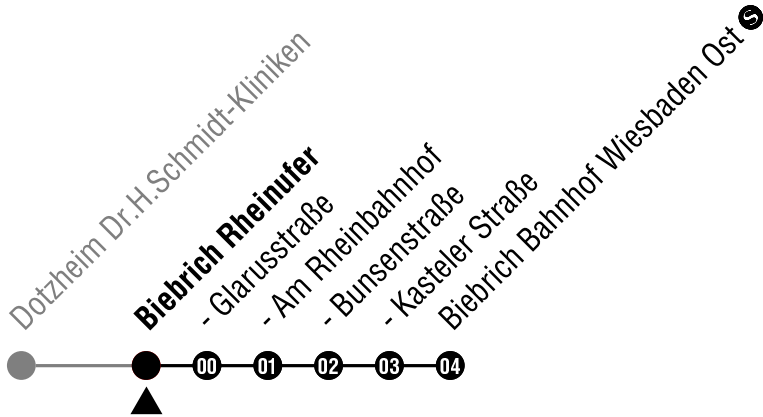 Dotzheim Dr.H.Schmidt-Kliniken
Biebrich Rheinufer
- Glarusstraße
- Am Rheinbahnhof
- Bunsenstraße
- Kasteler Straße
Biebrich Bahnhof Wiesbaden Ost S
00 01 02 03 04